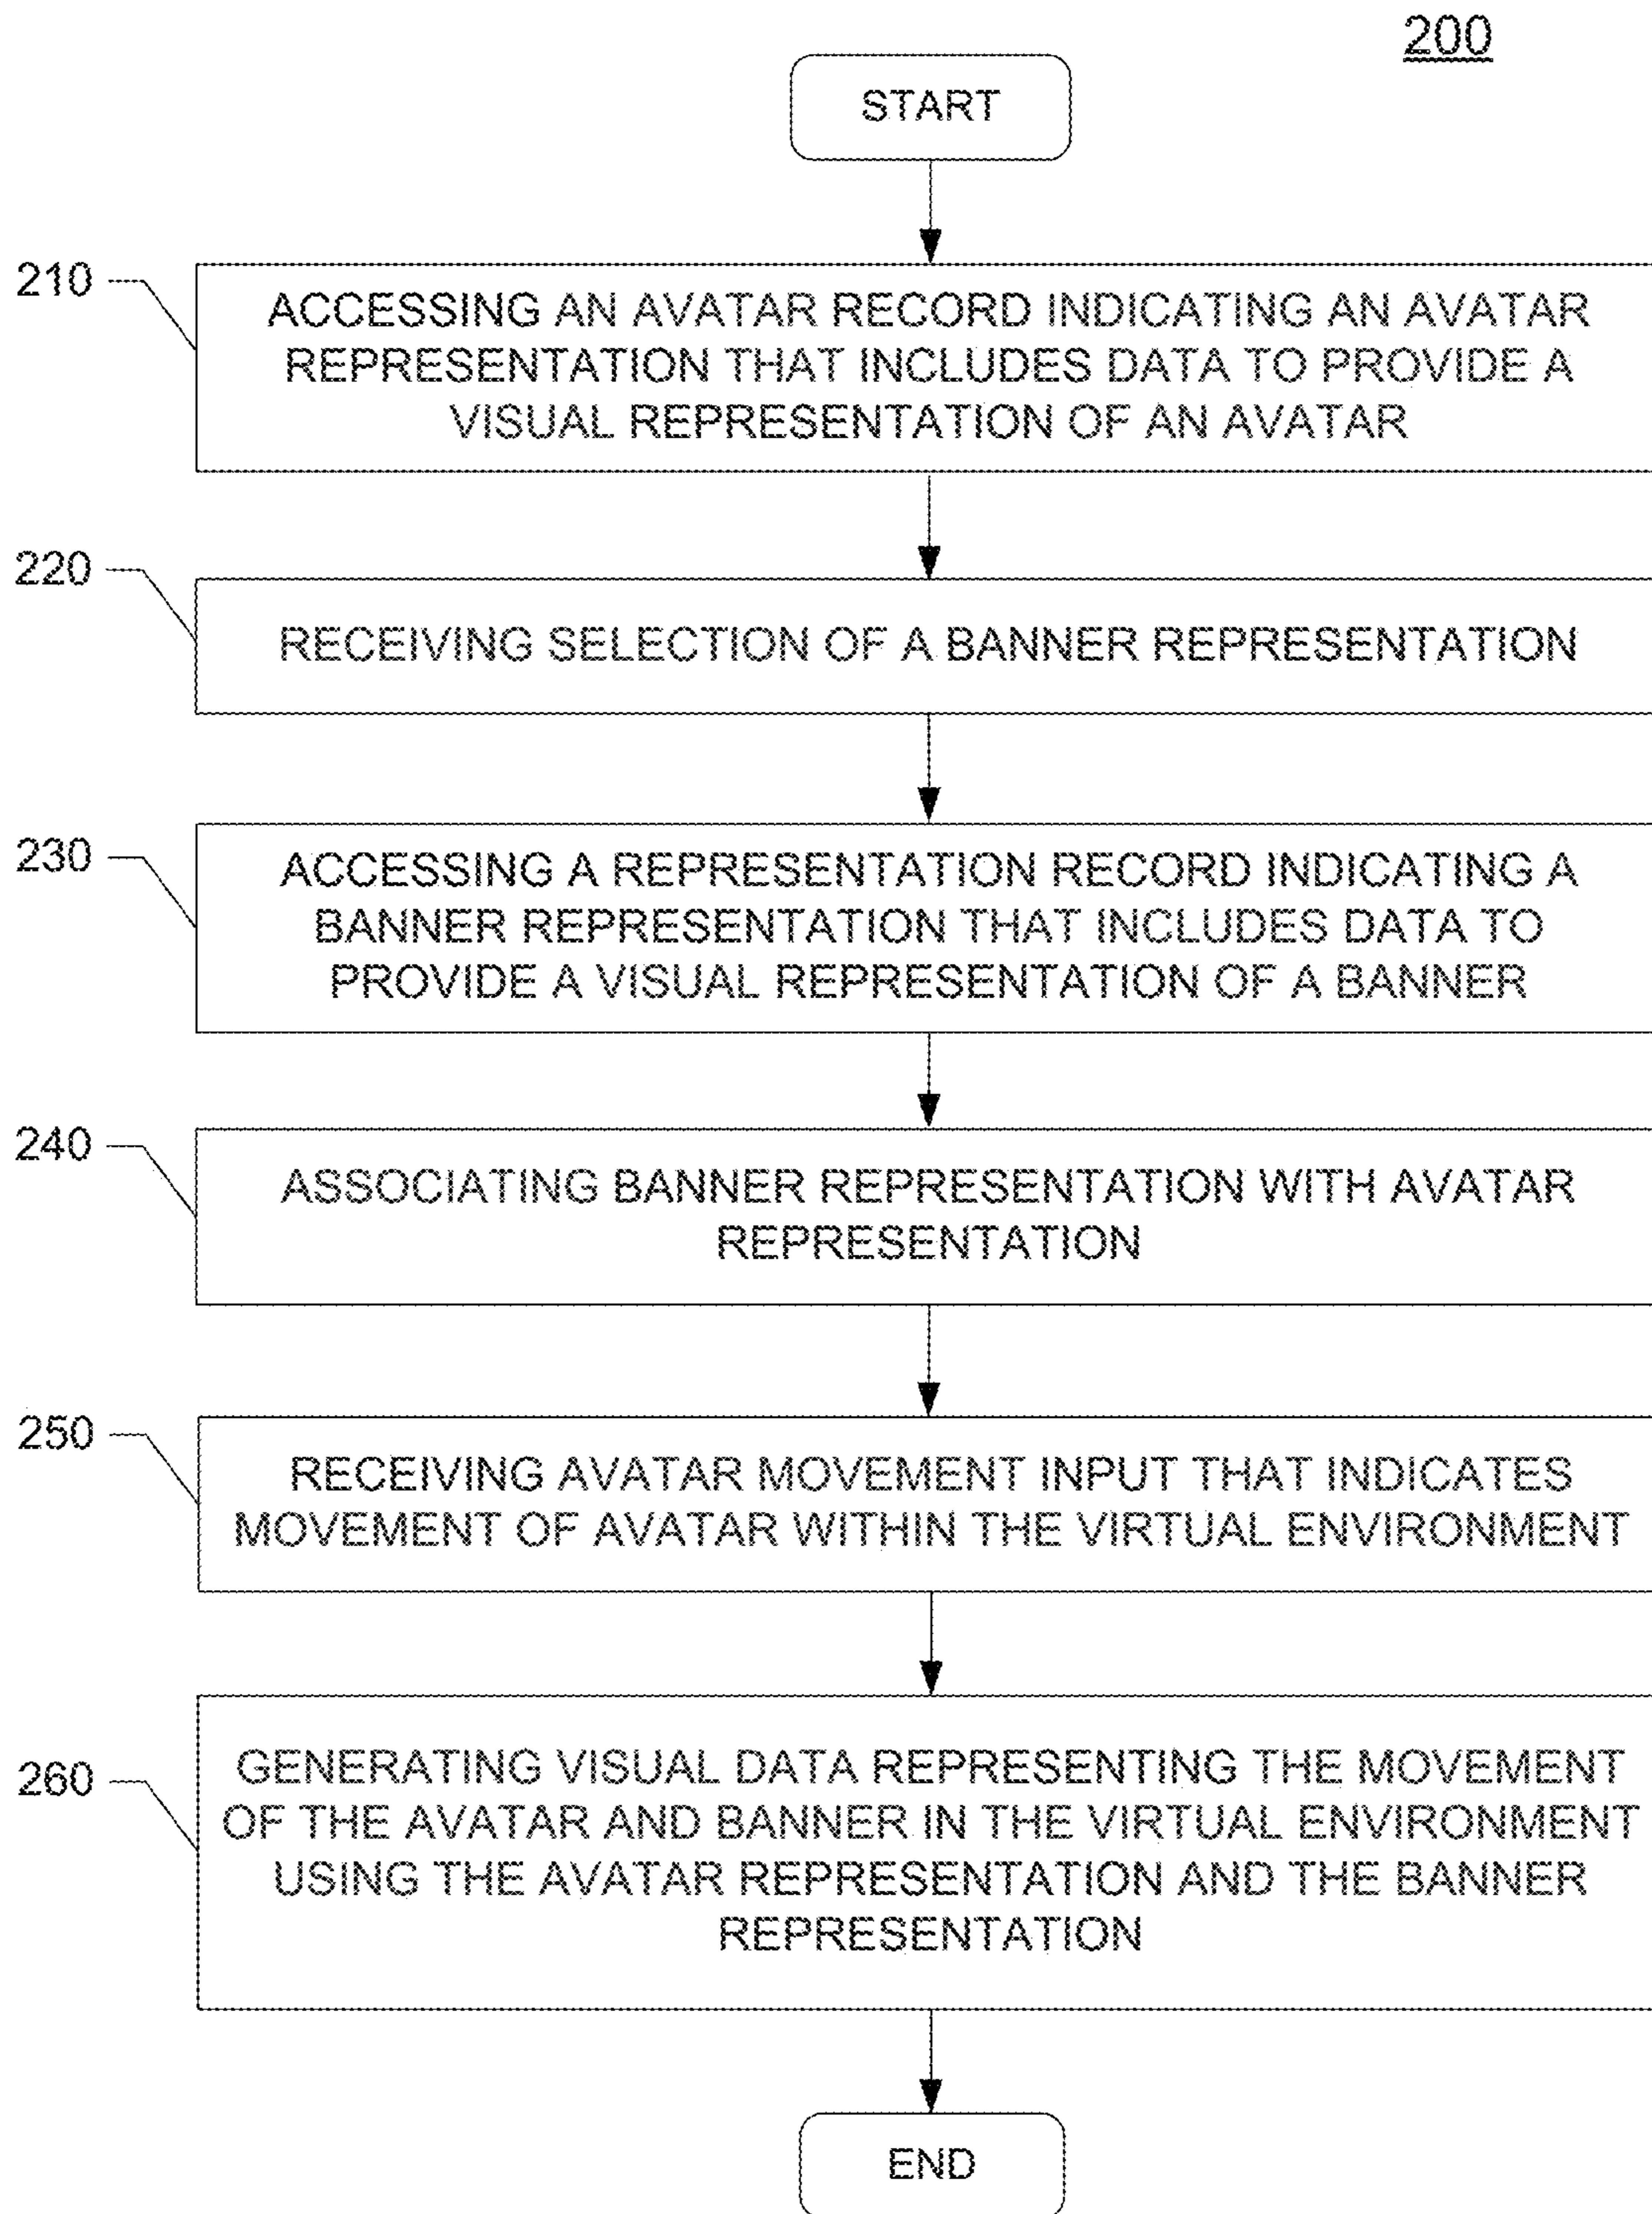 200
START
210
ACCESSING AN AVATAR RECORD INDICATING AN AVATAR
REPRESENTATION THAT INCLUDES DATA TO PROVIDE A
VISUAL REPRESENTATION OF AN AVATAR
220
RECEIVING SELECTION OF A BANNER REPRESENTATION
230
ACCESSING A REPRESENTATION RECORD INDICATING A
BANNER REPRESENTATION THAT INCLUDES DATA TO
PROVIDE A VISUAL REPRESENTATION OF A BANNER
240
ASSOCIATING BANNER REPRESENTATION WITH AVATAR
REPRESENTATION
250
RECEIVING AVATAR MOVEMENT INPUT THAT INDICATES
MOVEMENT OF AVATAR WITHIN THE VIRTUAL ENVIRONMENT
260
GENERATING VISUAL DATA REPRESENTING THE MOVEMENT
OF THE AVATAR AND BANNER IN THE VIRTUAL ENVIRONMENT
USING THE AVATAR REPRESENTATION AND THE BANNER
REPRESENTATION
END